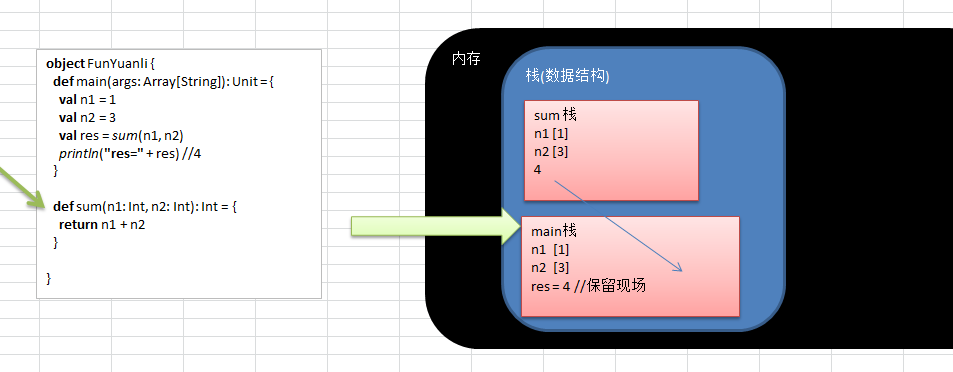 object FunYuanli {
def main(args: Array[String]): Unit = {
val n1 = 1
val n2 = 3
val res = sum(n1, n2)
println("res=" + res) //4
}
def sum(n1: Int, n2: Int): Int = {
return n1 + n2
}
}
内存
栈(数据结构)
sum 栈
n1 [1]
n2 [3]
4
main栈
n1 [1]
n2 [3]
res = 4 //保留现场